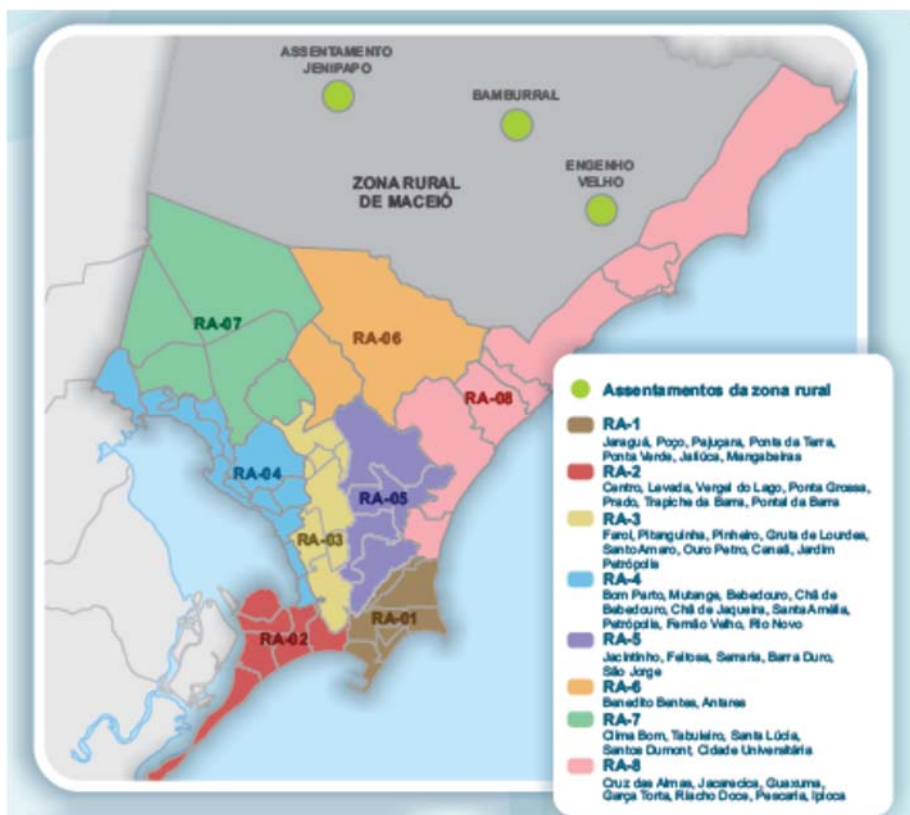 ASSENTAMENTO
JENIPAPO
BAMBURRAL
ENGENHO
VELHO
ZONA RURAL
DE MACEIÓ
RA-07
RA-06
RA-08
RA-04
RA-05
RA-03
RA-01
RA-02
Assentamentos da zona rural
RA-1
Jaraguá, Poço, Pajuçara, Ponta da Terra,
Ponta Verde, Jatiúca, Mangabeiras
RA-2
Centro, Levada, Vergel do Lago, Ponta Grossa,
Prado, Trapiche da Barra, Pontal da Barra
RA-3
Farol, Pitanguinha, Pinheiro, Gruta de Lourdes,
Santo Amaro, Ouro Petro, Canaã, Jardim
Petrópolis
RA-4
Bom Parto, Mutange, Bebedouro, Chã de
Bebedouro, Chã de Jaqueira, Santa Amélia,
Petrópolis, Fernão Velho, Rio Novo
RA-5
Jacintinho, Feitosa, Serraria, Barra Duro,
São Jorge
RA-6
Benedito Bentes, Antares
RA-7
Clima Bom, Tabuleiro, Santa Lúcia,
Santos Dumont, Cidade Universitária
RA-8
Cruz das Almas, Jacarecica, Guaxuma,
Garça Torta, Riacho Doce, Pescaria, Ipioca